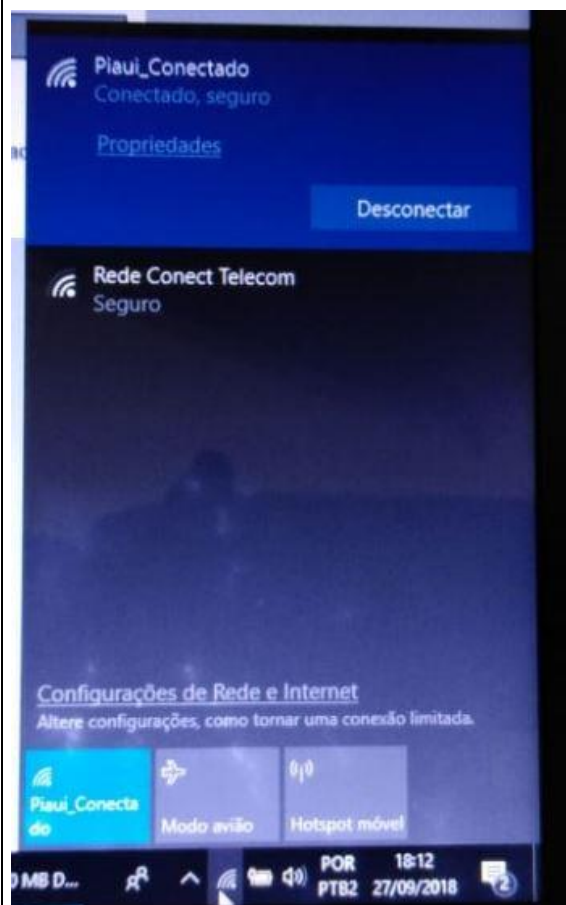 Piaui_Conectado
Conectado, seguro
Propriedades
Desconectar
Rede Conect Telecom
Seguro
Configurações de Rede e Internet
Altere configurações, como tornar uma conexão limitada.
Piaui_Conecta
do
Modo avião
Hotspot móvel
MB D...
POR
PTB2
18:12
27/09/2018
2